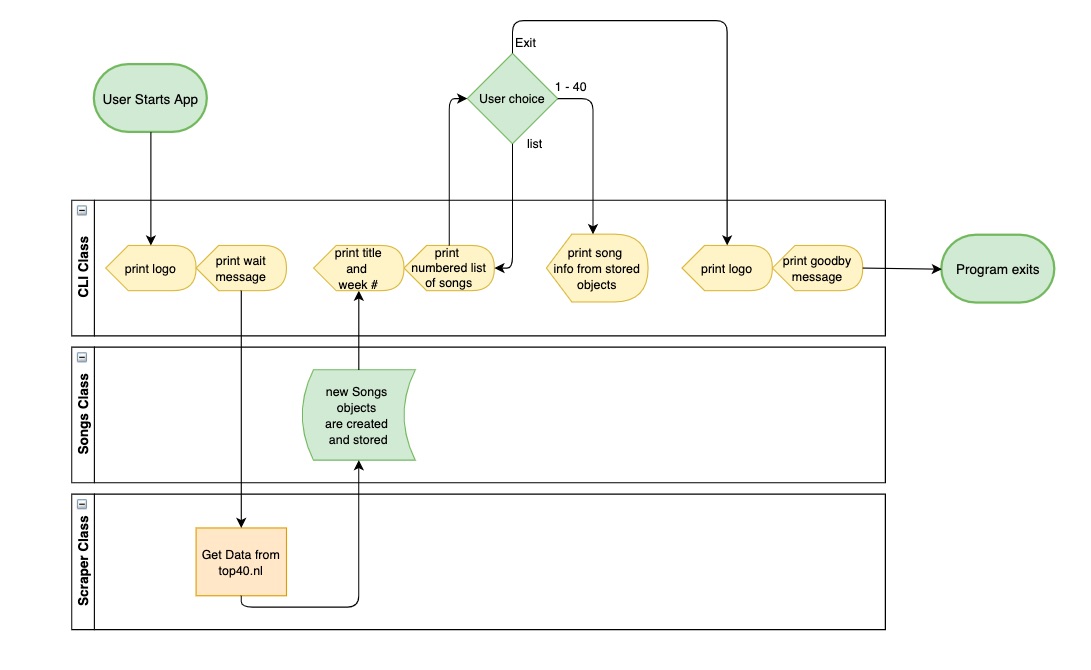 Exit
User Starts App
User choice
1 - 40
list
CLI Class
print logo
print wait
message
print title
and
week #
print
numbered list
of songs
print song
info from stored
objects
print logo
print goodby
message
Program exits
Songs Class
new Songs
objects
are created
and stored
Scraper Class
Get Data from
top40.nl